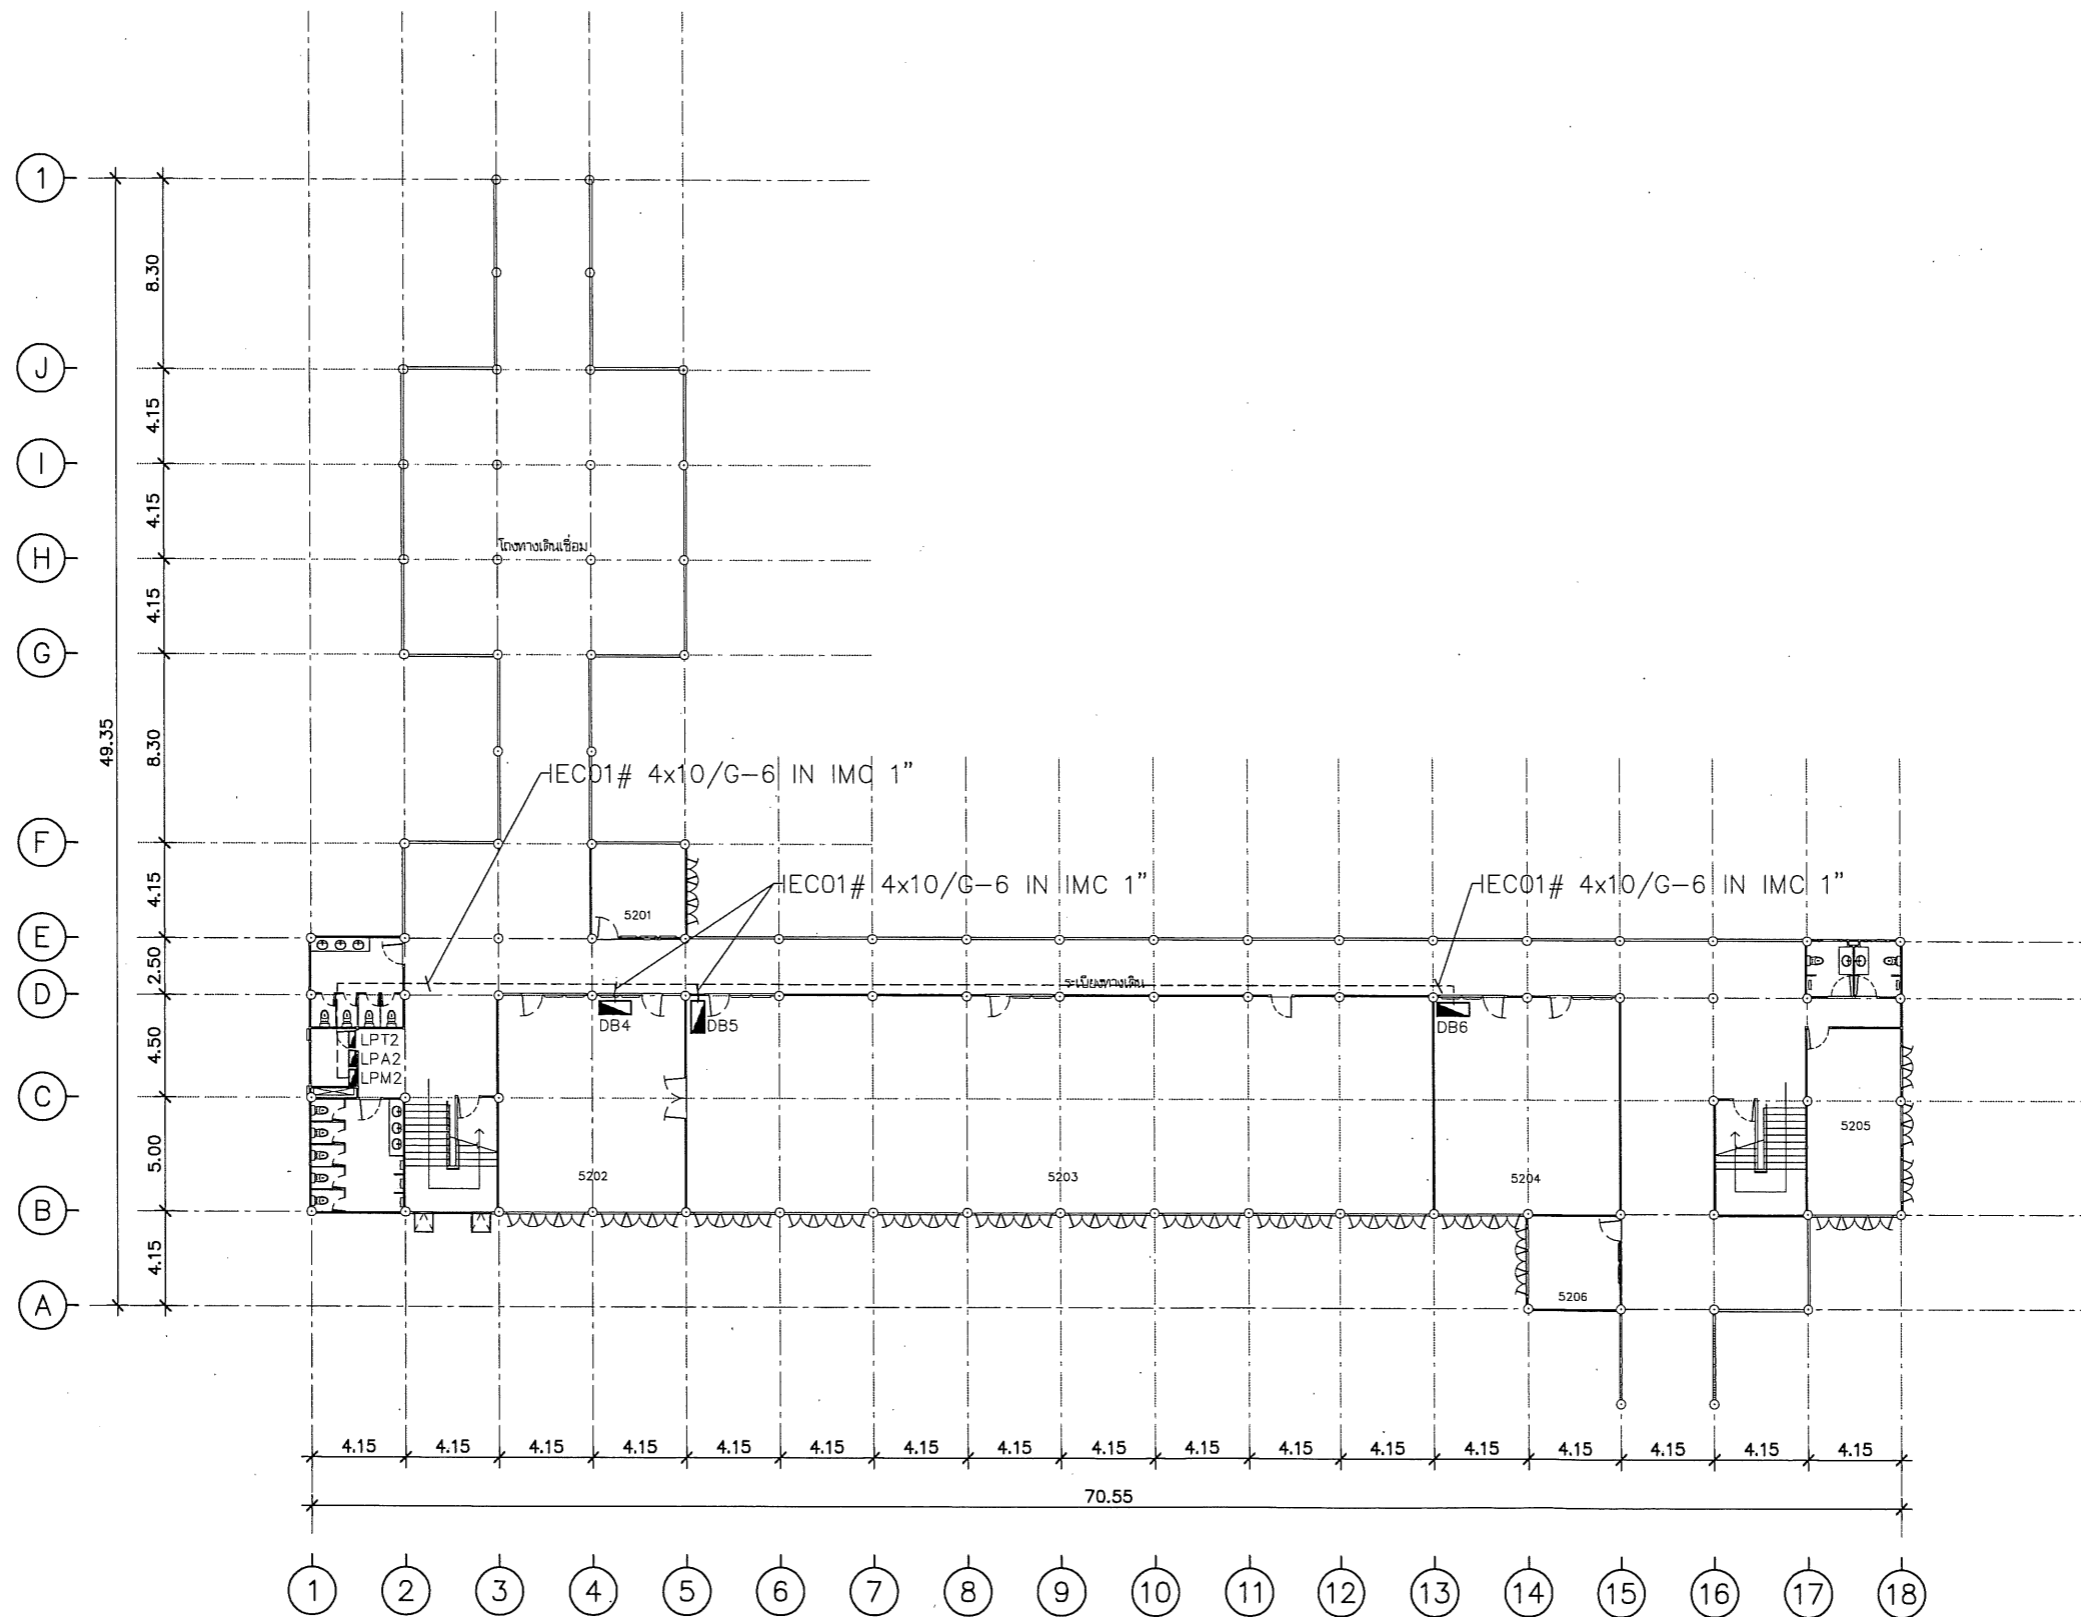 1
8.30
J
4.15
I
4.15
H
โถงทางเดินเชื่อม
4.15
G
49.35
8.30
IEC01# 4x10/G-6 IN IMC 1"
F
4.15
IEC01# 4x10/G-6 IN IMC 1"
IEC01# 4x10/G-6 IN IMC 1"
5201
E
2.50
D
ระเบียงทางเดิน
DB4
DB5
DB6
4.50
LPT2
LPA2
LPM2
C
5.00
5202
5203
5204
5205
B
4.15
5206
A
4.15 4.15 4.15 4.15 4.15 4.15 4.15 4.15 4.15 4.15 4.15 4.15 4.15 4.15 4.15 4.15 4.15
70.55
1 2 3 4 5 6 7 8 9 10 11 12 13 14 15 16 17 18